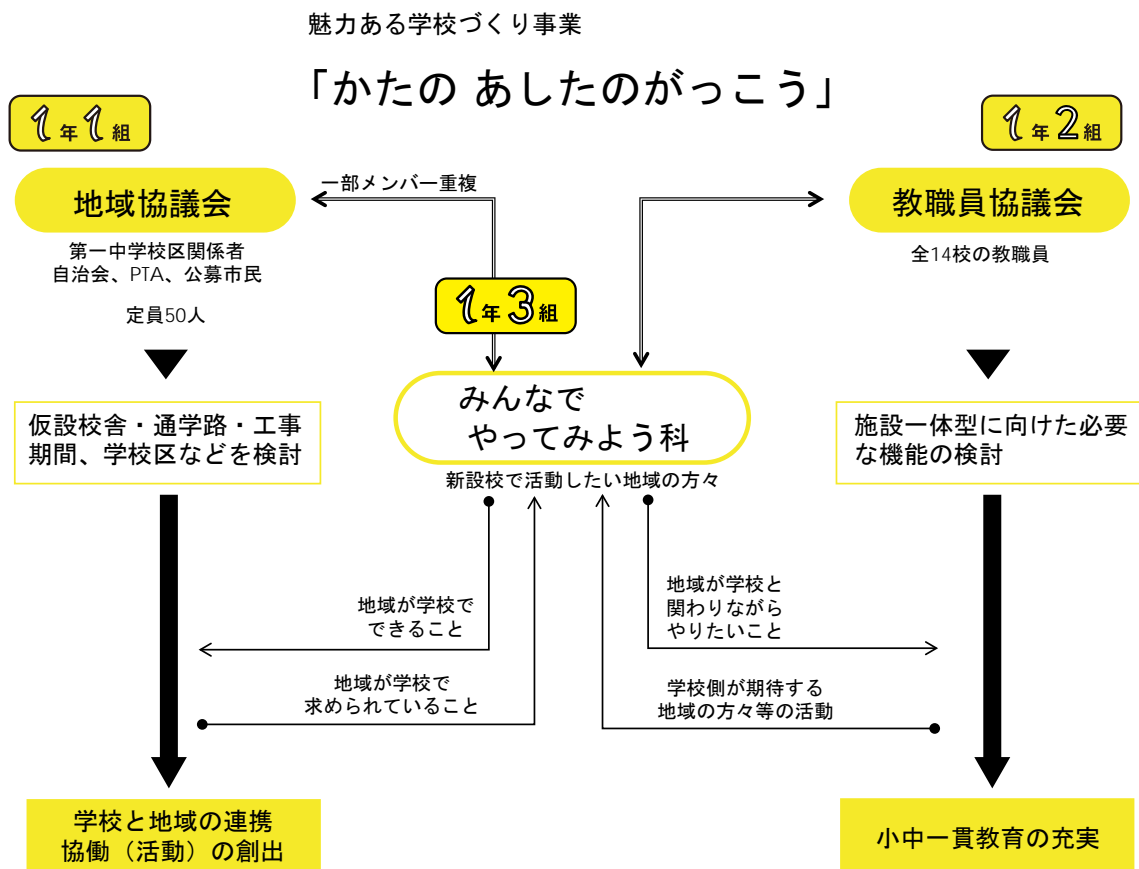 魅力ある学校づくり事業
「かたの あしたのがっこう」
1年1組
地域協議会
第一中学校区関係者
自治会、PTA、公募市民
定員50人
仮設校舎・通学路・工事
期間、学校区などを検討
学校と地域の連携
協働（活動）の創出
一部メンバー重複
1年3組
みんなで
やってみよう科
新設校で活動したい地域の方々
地域が学校で
できること
地域が学校で
求められていること
地域が学校と
関わりながら
やりたいこと
学校側が期待する
地域の方々等の活動
1年2組
教職員協議会
全14校の教職員
施設一体型に向けた必要
な機能の検討
小中一貫教育の充実